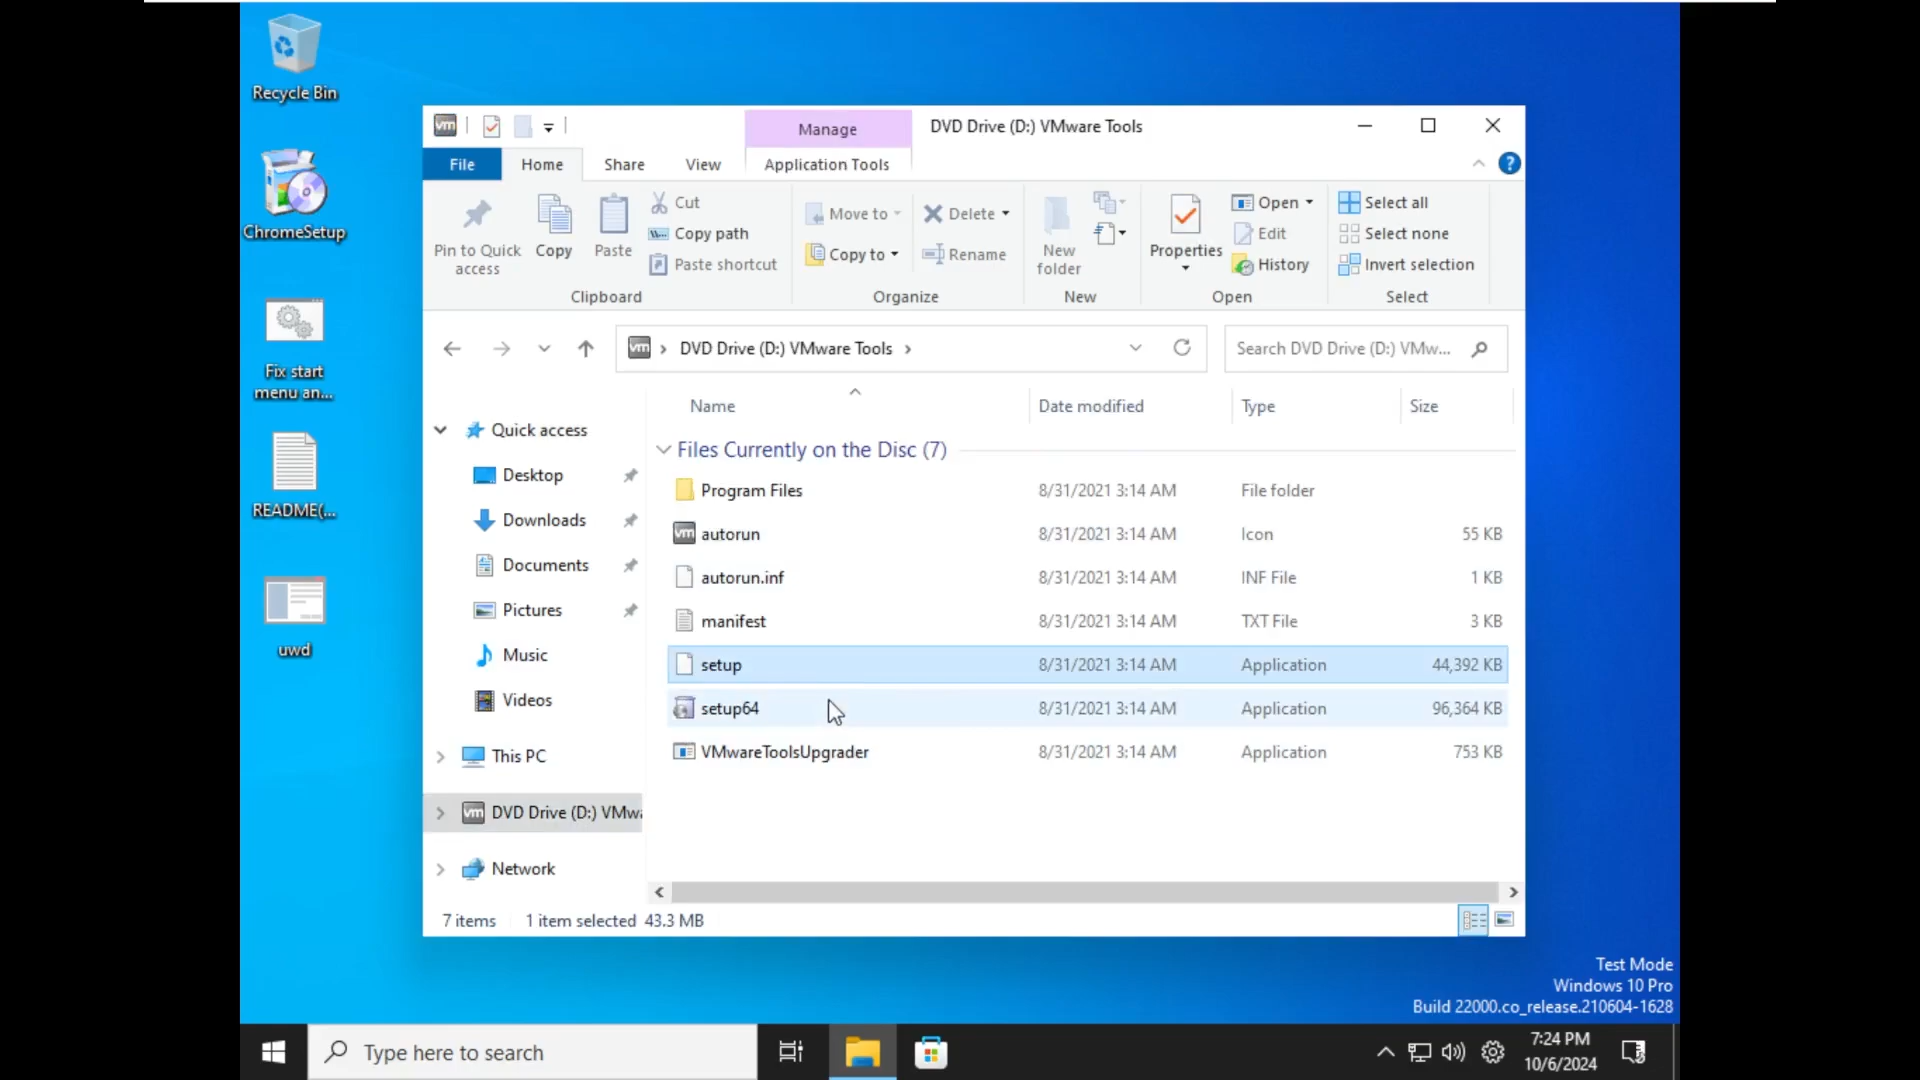 Recycle Bin
ChromeSetup
Fix start
menu an...
README(...
uwd
vm
Manage
DVD Drive (D:) VMware Tools
File
Home
Share
View
Application Tools
Pin to Quick
access
Copy
Paste
Cut
Copy path
Paste shortcut
Clipboard
Move to
Copy to
Delete
Rename
Organize
New
folder
New
Properties
Open
Edit
History
Open
Select all
Select none
Invert selection
Select
vm
DVD Drive (D:) VMware Tools
Search DVD Drive (D:) VMw...
Name
Date modified
Type
Size
Quick access
Desktop
Downloads
Documents
Pictures
Music
Videos
This PC
vm DVD Drive (D:) VMwa
Network
Files Currently on the Disc (7)
Program Files 8/31/2021 3:14 AM File folder
vm autorun 8/31/2021 3:14 AM Icon 55 KB
autorun.inf 8/31/2021 3:14 AM INF File 1 KB
manifest 8/31/2021 3:14 AM TXT File 3 KB
setup 8/31/2021 3:14 AM Application 44,392 KB
setup64 8/31/2021 3:14 AM Application 96,364 KB
VMwareToolsUpgrader 8/31/2021 3:14 AM Application 753 KB
7 items 1 item selected 43.3 MB
Test Mode
Windows 10 Pro
Build 22000.co_release.210604-1628
Type here to search
7:24 PM
10/6/2024